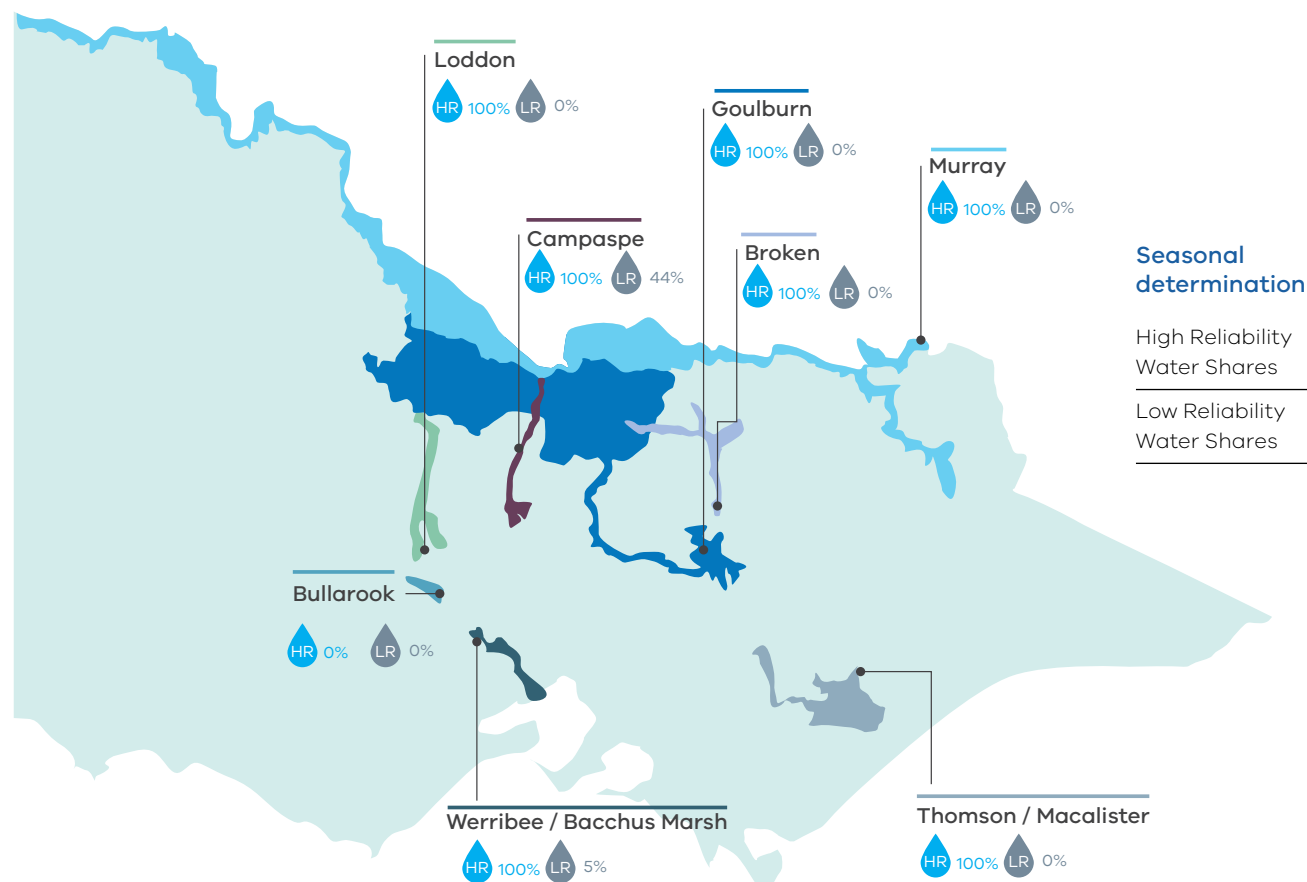 Loddon
HR 100% LR 0%
Goulburn
HR 100% LR 0%
Murray
HR 100% LR 0%
Campaspe
HR 100% LR 44%
Broken
HR 100% LR 0%
Seasonal
determination
High Reliability
Water Shares
Low Reliability
Water Shares
Bullarook
HR 0% LR 0%
Werribee / Bacchus Marsh
HR 100% LR 5%
Thomson / Macalister
HR 100% LR 0%